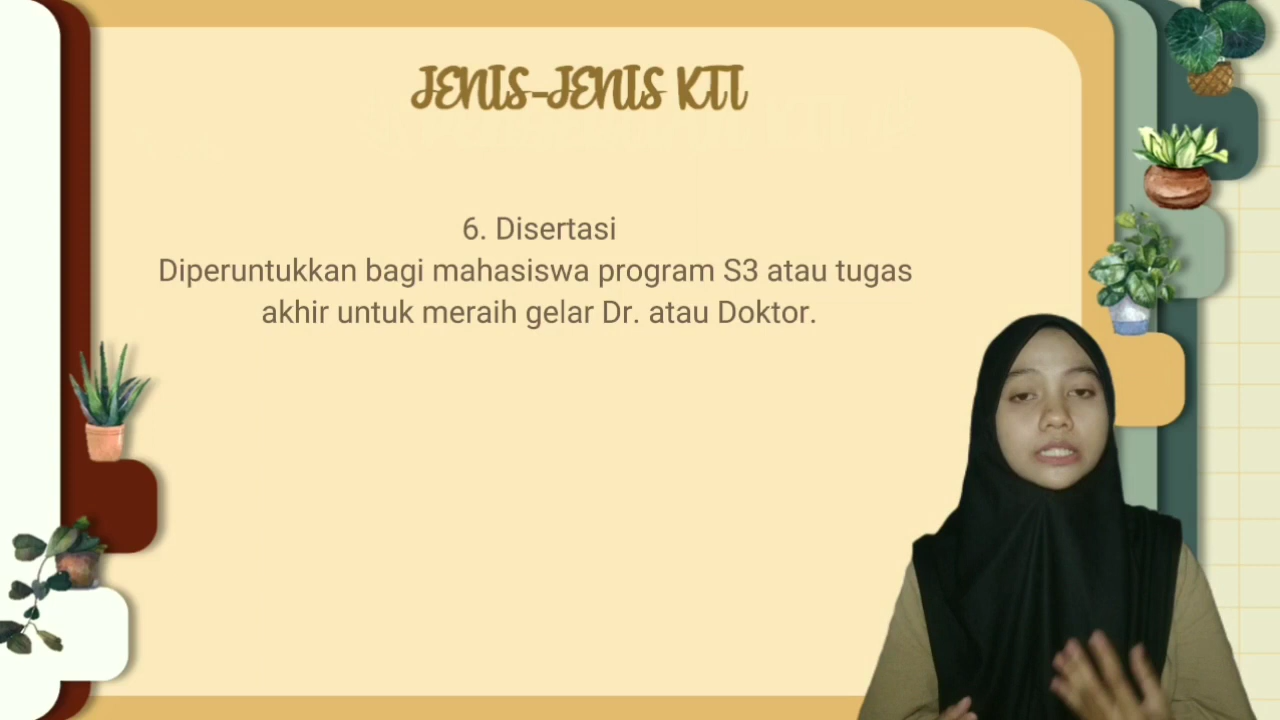 JENIS-JENIS KTI
6. Disertasi
Diperuntukkan bagi mahasiswa program S3 atau tugas
akhir untuk meraih gelar Dr. atau Doktor.